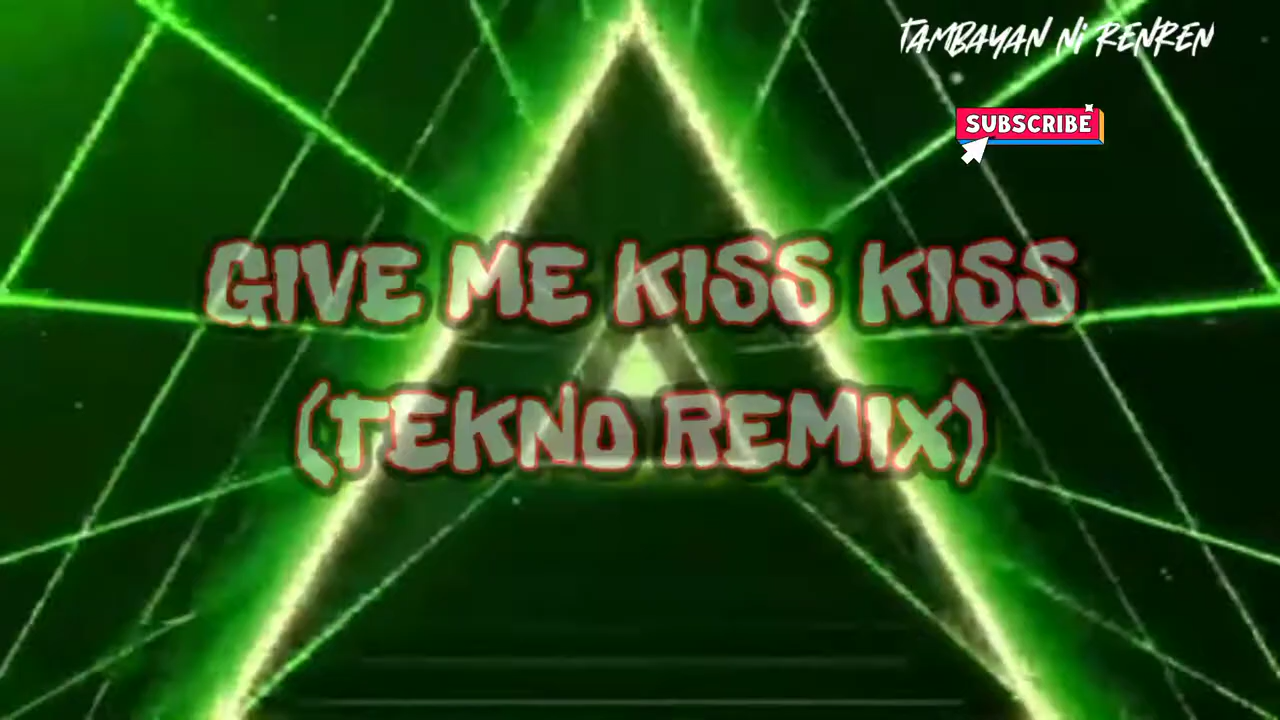 TAMBAYAN Ni RENREN
SUBSCRIBE
GIVE ME KISS KISS
(TEKNO REMIX)